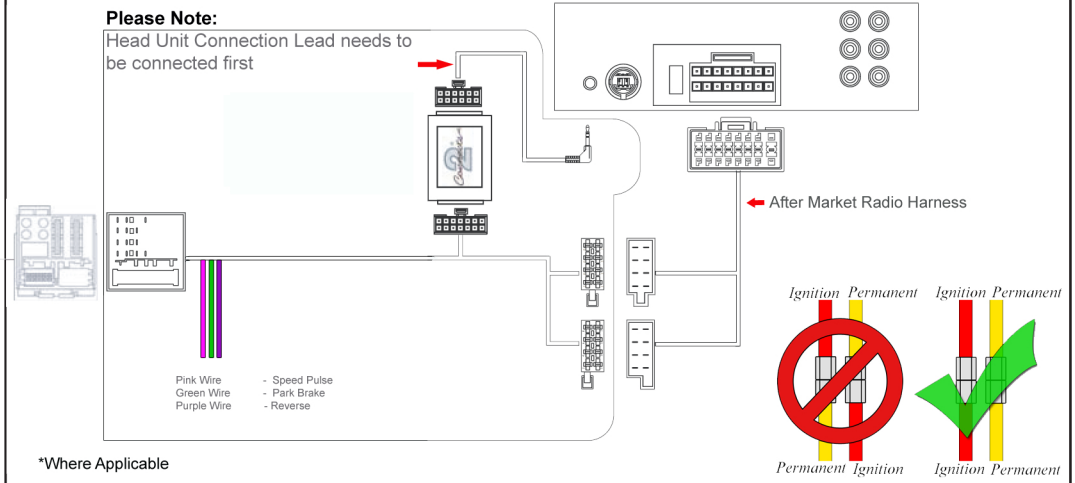 Please Note:
Head Unit Connection Lead needs to
be connected first
After Market Radio Harness
Ignition Permanent Ignition Permanent
Pink Wire - Speed Pulse
Green Wire - Park Brake
Purple Wire - Reverse
*Where Applicable
Permanent Ignition Ignition Permanent